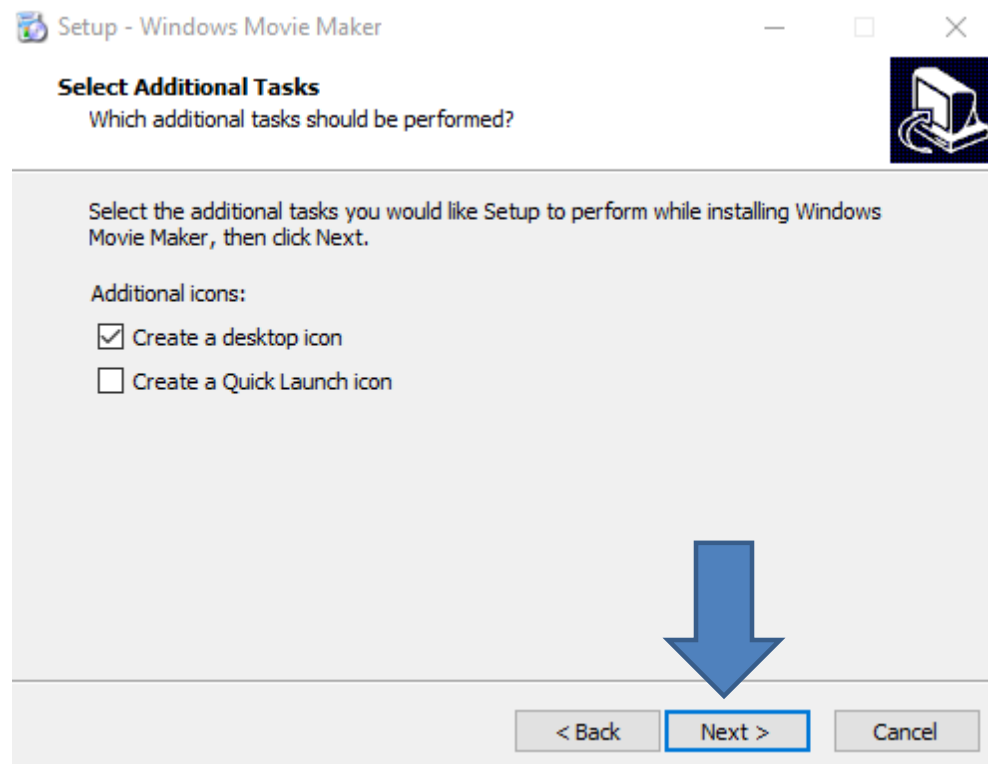 Setup - Windows Movie Maker
Select Additional Tasks
Which additional tasks should be performed?
Select the additional tasks you would like Setup to perform while installing Windows
Movie Maker, then click Next.
Additional icons:
Create a desktop icon
Create a Quick Launch icon
< Back Next > Cancel